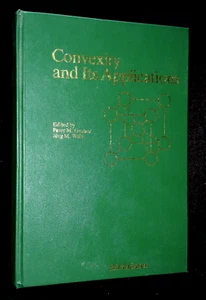 Convexity
and Its Applications
Edited by
Peter M. Gruber
Jörg M. Wills